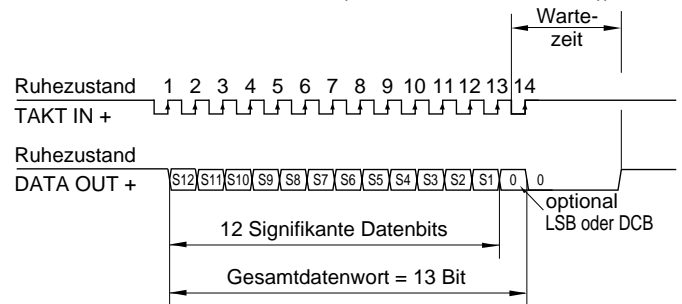 Warte-
zeit
Ruhezustand 1 2 3 4 5 6 7 8 9 10 11 12 13 14
TAKT IN +
Ruhezustand
DATA OUT + S12 S11 S10 S9 S8 S7 S6 S5 S4 S3 S2 S1 0 0
optional
LSB oder DCB
12 Signifikante Datenbits
Gesamtdatenwort = 13 Bit